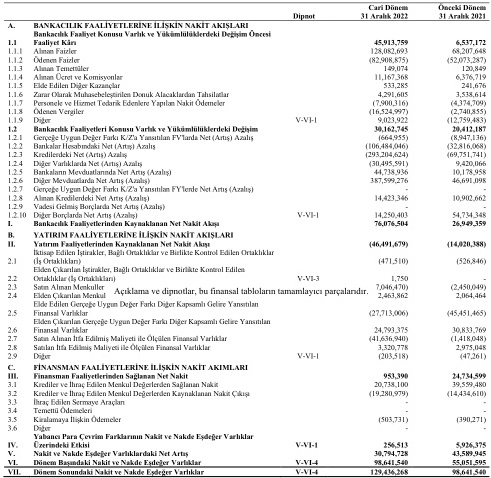 Cari Dönem Önceki Dönem
Dipnot 31 Aralık 2022 31 Aralık 2021
A. BANKACILIK FAALİYETLERİNE İLİŞKİN NAKİT AKIŞLARI
Bankacılık Faaliyet Konusu Varlık ve Yükümlülüklerdeki Değişim Öncesi
1.1 Faaliyet Kârı 45,913,759 6,537,172
1.1.1 Alınan Faizler 128,082,693 68,207,648
1.1.2 Ödenen Faizler (82,908,875) (52,073,287)
1.1.3 Alınan Temettüler 149,074 120,849
1.1.4 Alınan Ücret ve Komisyonlar 11,167,368 6,376,719
1.1.5 Elde Edilen Diğer Kazançlar 533,285 241,676
1.1.6 Zarar Olarak Muhasebeleştirilen Donuk Alacaklardan Tahsilatlar 4,291,605 3,538,614
1.1.7 Personele ve Hizmet Tedarik Edenlere Yapılan Nakit Ödemeler (7,900,316) (4,374,709)
1.1.8 Ödenen Vergiler (16,524,997) (2,740,855)
1.1.9 Diğer V-VI-1 9,023,922 (12,759,483)
1.2 Bankacılık Faaliyetleri Konusu Varlık ve Yükümlülüklerdeki Değişim 30,162,745 20,412,187
1.2.1 Gerçeğe Uygun Değer Farkı K/Z'a Yansıtılan FV'larda Net (Artış) Azalış (664,955) (8,947,136)
1.2.2 Bankalar Hesabındaki Net (Artış) Azalış (106,484,046) (32,816,068)
1.2.3 Kredilerdeki Net (Artış) Azalış (293,204,624) (69,751,741)
1.2.4 Diğer Varlıklarda Net (Artış) Azalış (30,495,591) 9,420,066
1.2.5 Bankaların Mevduatlarında Net Artış (Azalış) 44,738,936 10,178,958
1.2.6 Diğer Mevduatlarda Net Artış (Azalış) 387,599,276 46,691,098
1.2.7 Gerçeğe Uygun Değer Farkı K/Z'a Yansıtılan FY'lerde Net Artış (Azalış) - -
1.2.8 Alınan Kredilerdeki Net Artış (Azalış) 14,423,346 10,902,662
1.2.9 Vadesi Gelmiş Borçlarda Net Artış (Azalış) - -
1.2.10 Diğer Borçlarda Net Artış (Azalış) V-VI-1 14,250,403 54,734,348
I. Bankacılık Faaliyetlerinden Kaynaklanan Net Nakit Akışı 76,076,504 26,949,359
B. YATIRIM FAALİYETLERİNE İLİŞKİN NAKİT AKIŞLARI
II. Yatırım Faaliyetlerinden Kaynaklanan Net Nakit Akışı (46,491,679) (14,020,388)
İktisap Edilen İştirakler, Bağlı Ortaklıklar ve Birlikte Kontrol Edilen Ortaklıklar
2.1 (İş Ortaklıkları) (471,510) (526,846)
Elden Çıkarılan İştirakler, Bağlı Ortaklıklar ve Birlikte Kontrol Edilen
2.2 Ortaklıklar (İş Ortaklıkları) V-VI-3 1,750 -
2.3 Satın Alınan Menkuller 7,046,470) (2,450,049)
Açıklama ve dipnotlar, bu finansal tabloların tamamlayıcı parçalarıdır.
2.4 Elden Çıkarılan Menkul 2,463,862 2,064,464
Elde Edilen Gerçeğe Uygun Değer Farkı Diğer Kapsamlı Gelire Yansıtılan
2.5 Finansal Varlıklar (27,713,006) (45,451,465)
Elden Çıkarılan Gerçeğe Uygun Değer Farkı Diğer Kapsamlı Gelire Yansıtılan
2.6 Finansal Varlıklar 24,793,375 30,833,769
2.7 Satın Alınan İtfa Edilmiş Maliyeti ile Ölçülen Finansal Varlıklar (41,636,940) (1,418,048)
2.8 Satılan İtfa Edilmiş Maliyeti ile Ölçülen Finansal Varlıklar 3,320,778 2,975,048
2.9 Diğer V-VI-1 (203,518) (47,261)
C. FİNANSMAN FAALİYETLERİNE İLİŞKİN NAKİT AKIMLARI
III. Finansman Faaliyetlerinden Sağlanan Net Nakit 953,390 24,734,599
3.1 Krediler ve İhraç Edilen Menkul Değerlerden Sağlanan Nakit 20,738,100 39,559,480
3.2 Krediler ve İhraç Edilen Menkul Değerlerden Kaynaklanan Nakit Çıkışı (19,280,979) (14,434,610)
3.3 İhraç Edilen Sermaye Araçları - -
3.4 Temettü Ödemeleri - -
3.5 Kiralamaya İlişkin Ödemeler (503,731) (390,271)
3.6 Diğer - -
Yabancı Para Çevrim Farklarının Nakit ve Nakde Eşdeğer Varlıklar
IV. Üzerindeki Etkisi V-VI-1 256,513 5,926,375
V. Nakit ve Nakde Eşdeğer Varlıklardaki Net Artış 30,794,728 43,589,945
VI. Dönem Başındaki Nakit ve Nakde Eşdeğer Varlıklar V-VI-4 98,641,540 55,051,595
VII. Dönem Sonundaki Nakit ve Nakde Eşdeğer Varlıklar V-VI-4 129,436,268 98,641,540